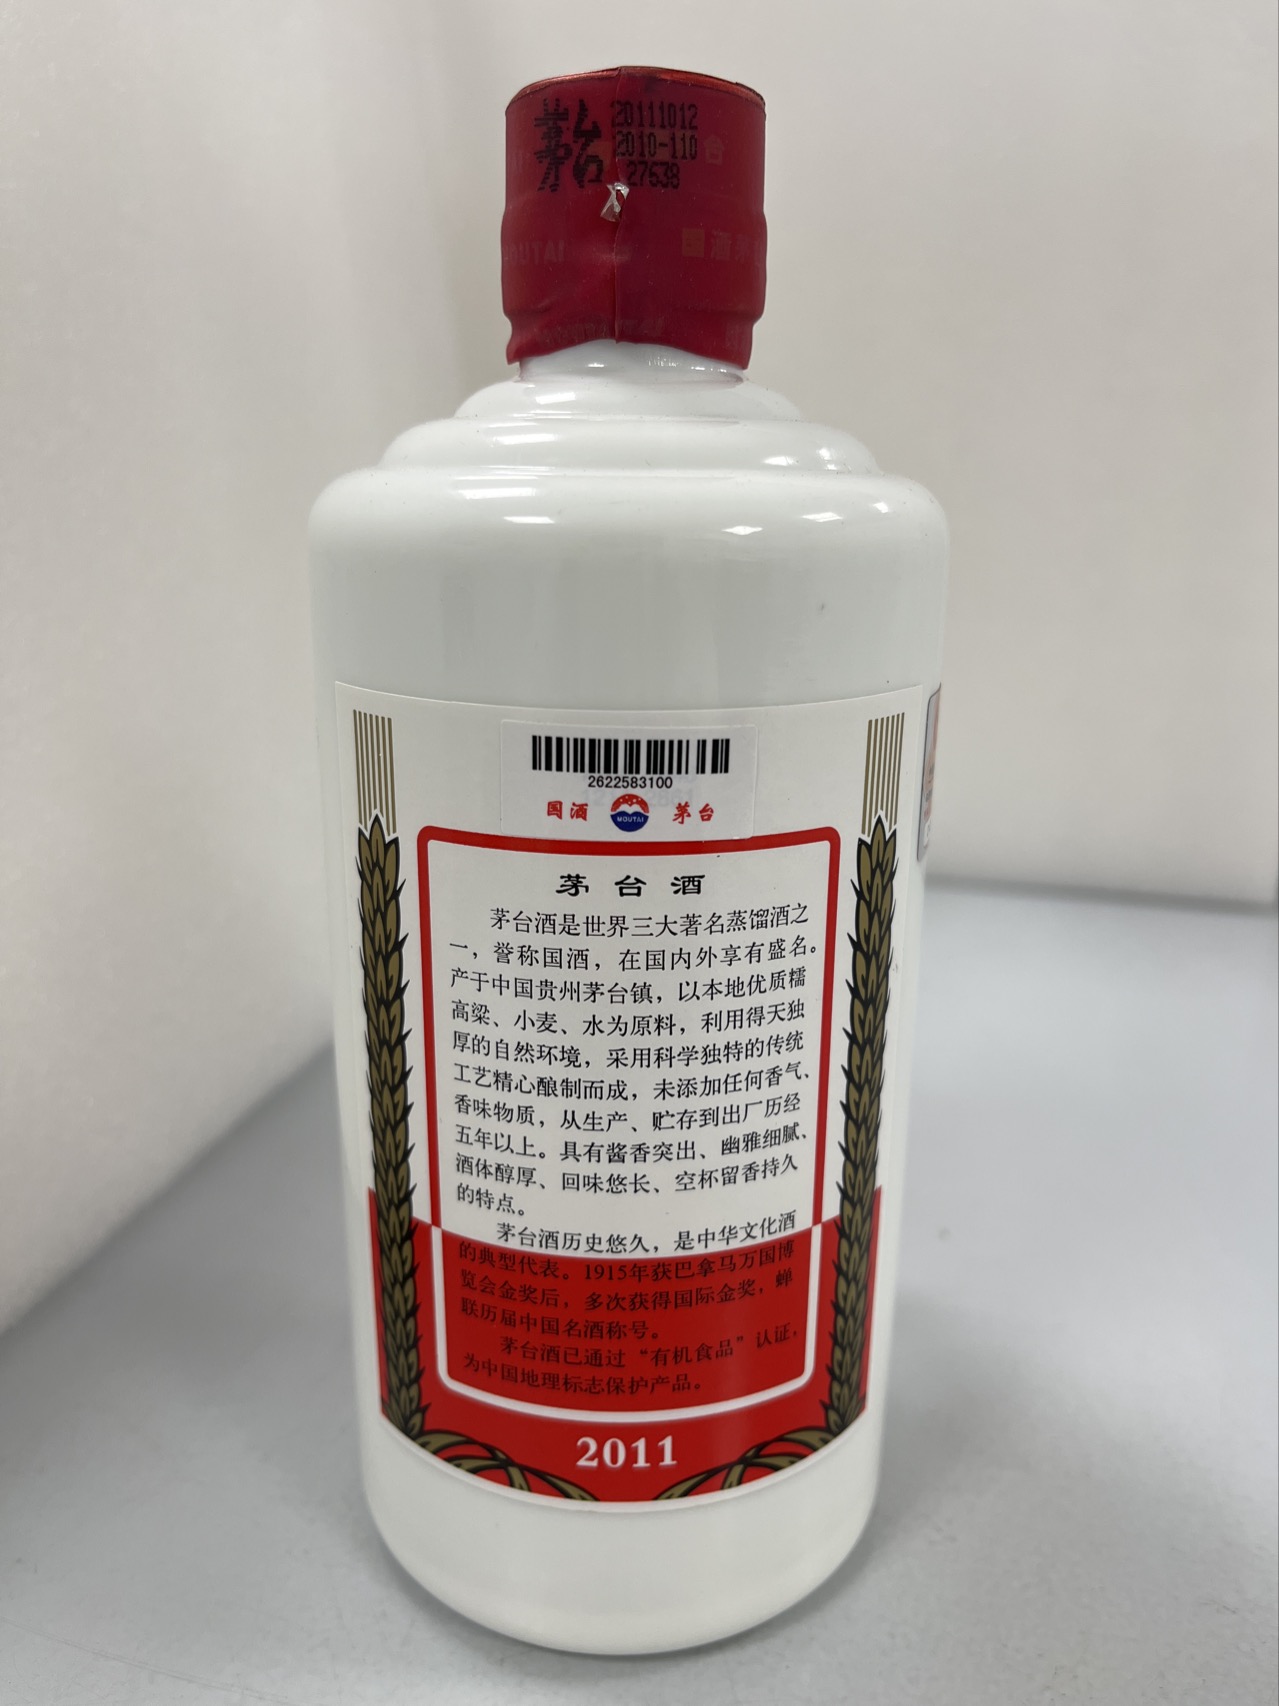 茅台
20111012
2010-110
27538
2622583100
国酒 MOUTAI 茅台
茅台酒
茅台酒是世界三大著名蒸馏酒之
一，誉称国酒，在国内外享有盛名。
产于中国贵州茅台镇，以本地优质糯
高粱、小麦、水为原料，利用得天独
厚的自然环境，采用科学独特的传统
工艺精心酿制而成，未添加任何香气、
香味物质，从生产、贮存到出厂历经
五年以上。具有酱香突出、幽雅细腻、
酒体醇厚、回味悠长、空杯留香持久
的特点。
茅台酒历史悠久，是中华文化酒
的典型代表。1915年获巴拿马万国博
览会金奖后，多次获得国际金奖，蝉
联历届中国名酒称号。
茅台酒已通过“有机食品”认证，
为中国地理标志保护产品。
2011